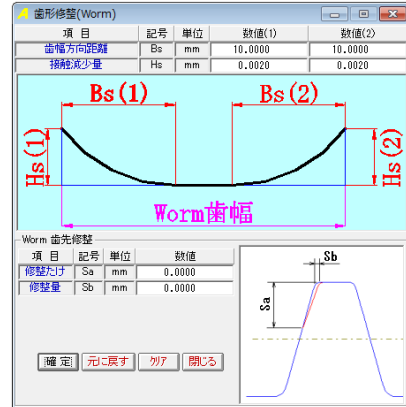 歯形修整(Worm)
項 目 記号 単位 数値(1) 数値(2)
歯幅方向距離 Bs mm 10.0000 10.0000
接触減少量 Hs mm 0.0020 0.0020
Bs(1) Bs(2)
Hs(1) Hs(2)
Worm歯幅
Worm 歯先修整
項 目 記号 単位 数値
修整たけ Sa mm 0.0000
修整量 Sb mm 0.0000
Sb
Sa
確 定 元に戻す クリア 閉じる